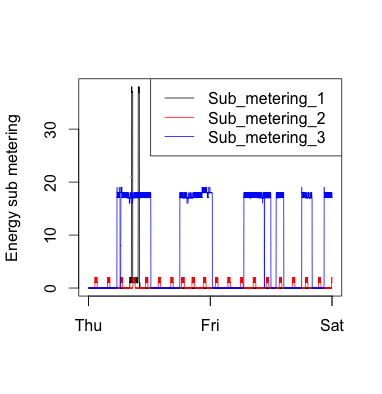 Sub_metering_1
Sub_metering_2
Sub_metering_3
Energy sub metering
30
20
10
0
Thu Fri Sat